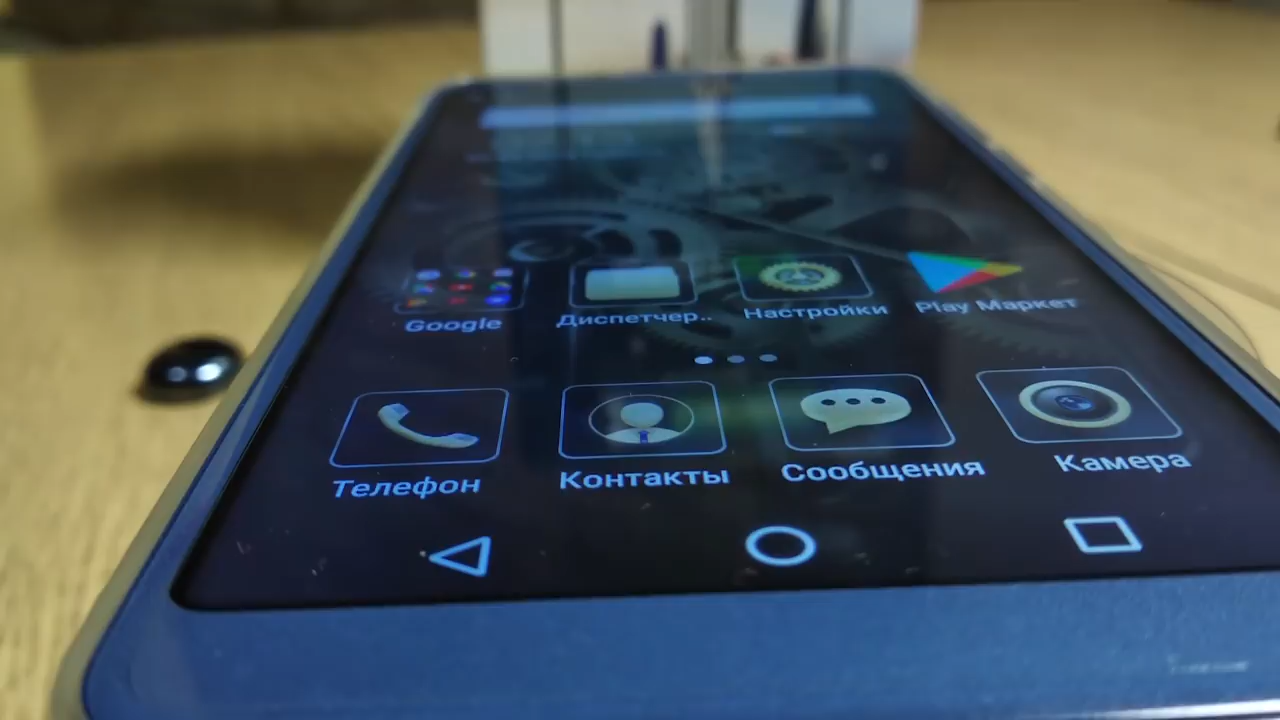 Google
Диспетчер..
Настройки
Play Маркет
Телефон
Контакты
Сообщения
Камера